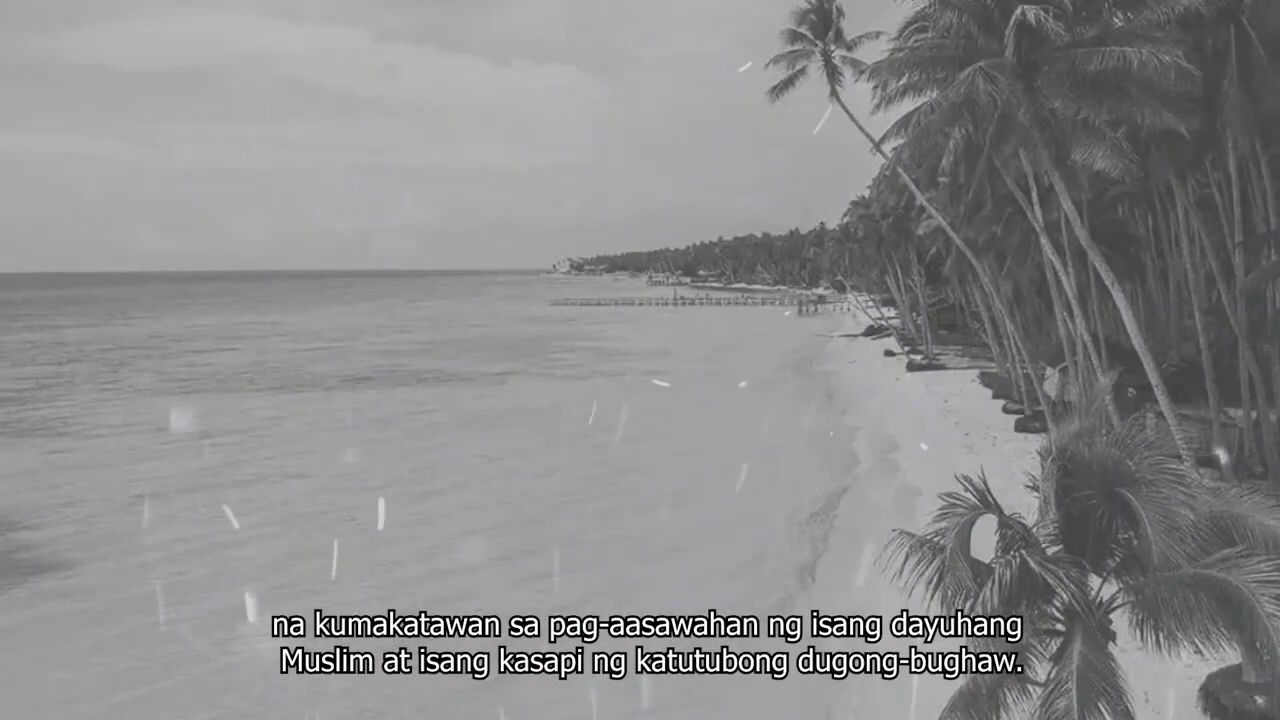 na kumakatawan sa pag-aasawahan ng isang dayuhang
Muslim at isang kasapi ng katutubong dugong-bughaw.